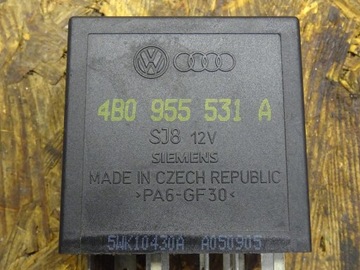 4B0 955 531 A
SJ8 12V
SIEMENS
MADE IN CZECH REPUBLIC
>PA6-GF30<
5WK10430A A050905